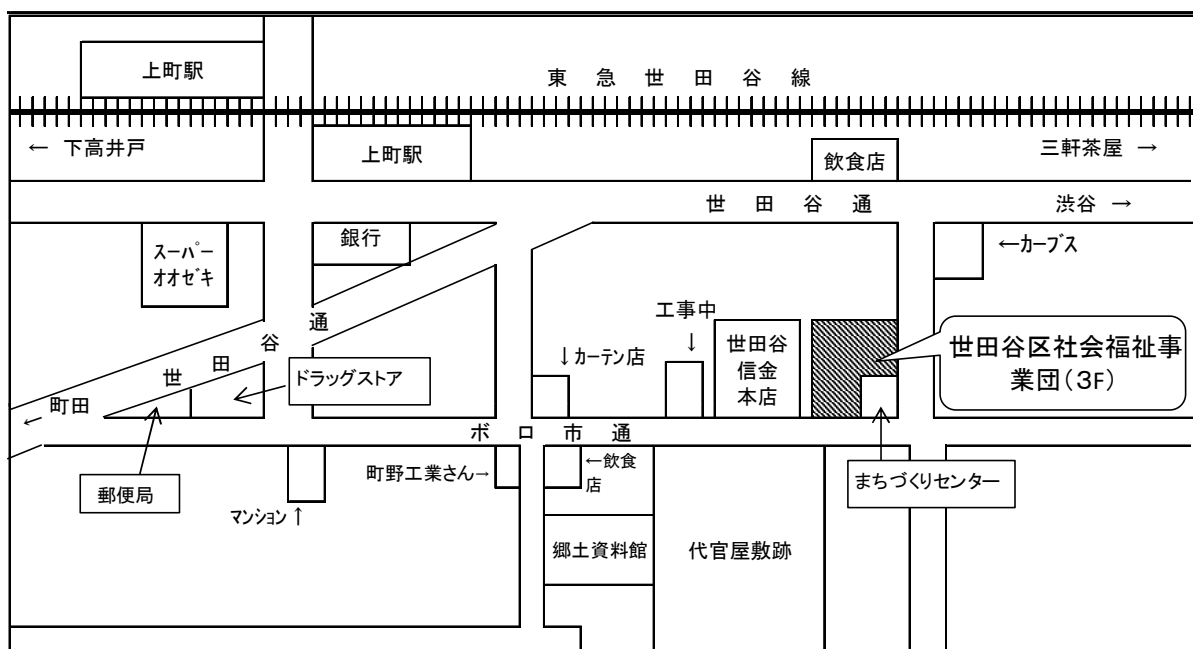 上町駅
東急世田谷線
← 下高井戸
上町駅
飲食店
三軒茶屋 →
世田谷通
渋谷 →
スーパー
オオゼキ
銀行
←カーブス
工事中
↓
世田谷
信金
本店
世田谷区社会福祉事
業団(3F)
↓カーテン店
世田谷通
ドラッグストア
← 町田
ボロ市通
郵便局
マンション↑
町野工業さん→
←飲食
店
まちづくりセンター
郷土資料館
代官屋敷跡